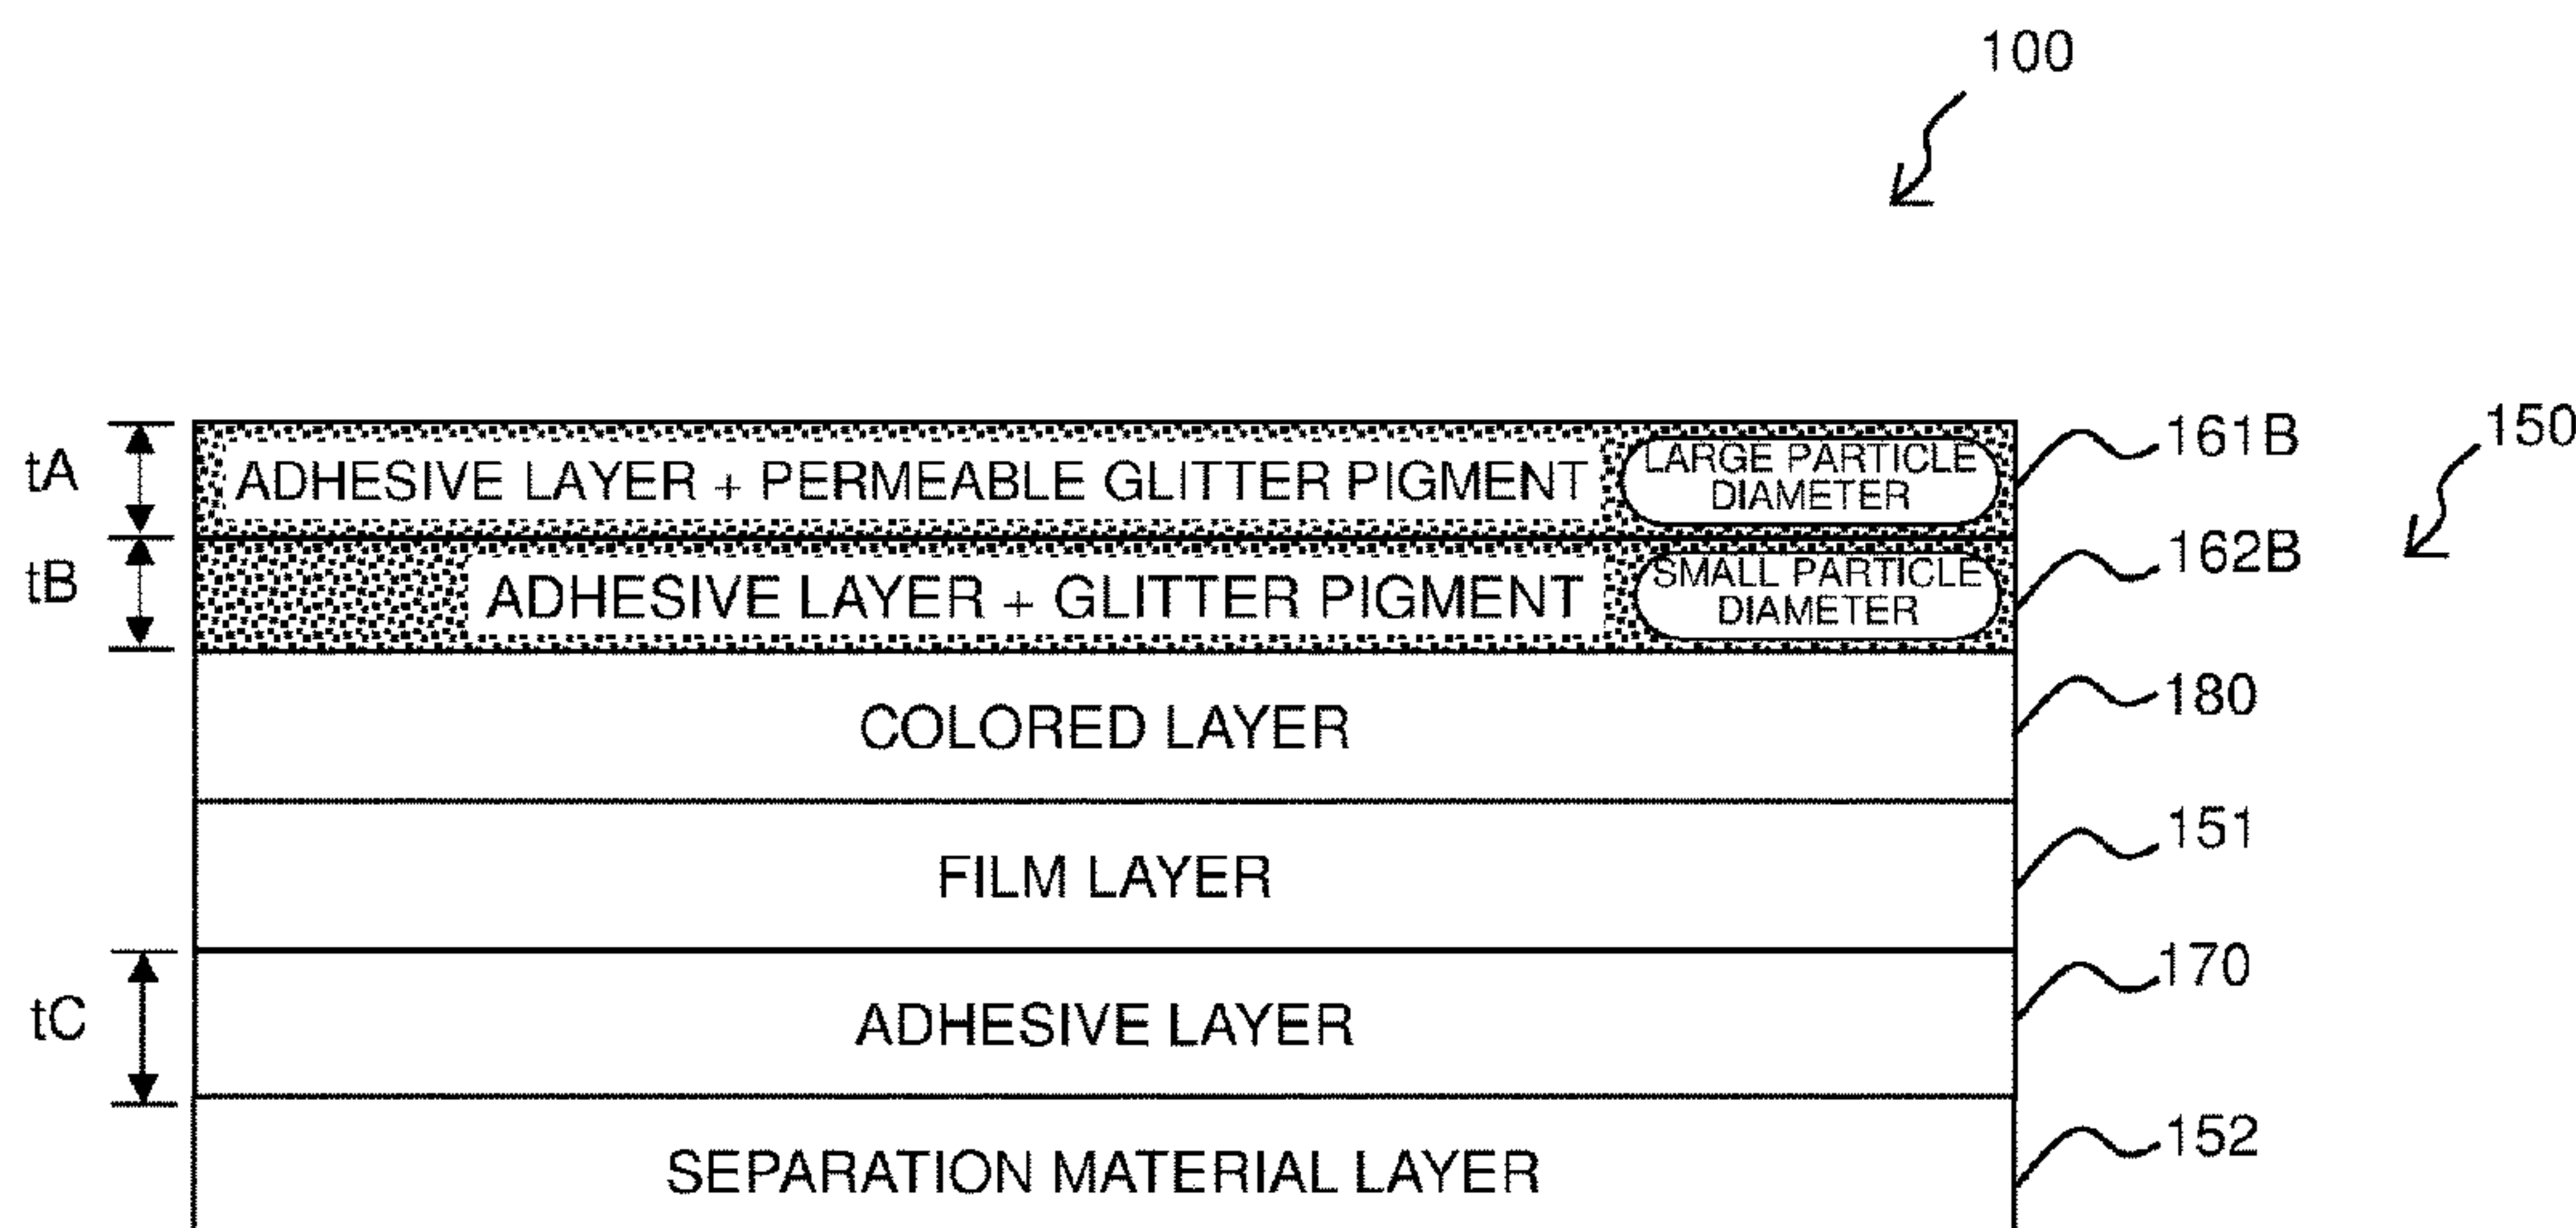 100
tA
ADHESIVE LAYER + PERMEABLE GLITTER PIGMENT
LARGE PARTICLE
DIAMETER
161B
150
tB
ADHESIVE LAYER + GLITTER PIGMENT
SMALL PARTICLE
DIAMETER
162B
COLORED LAYER
180
FILM LAYER
151
tC
ADHESIVE LAYER
170
SEPARATION MATERIAL LAYER
152